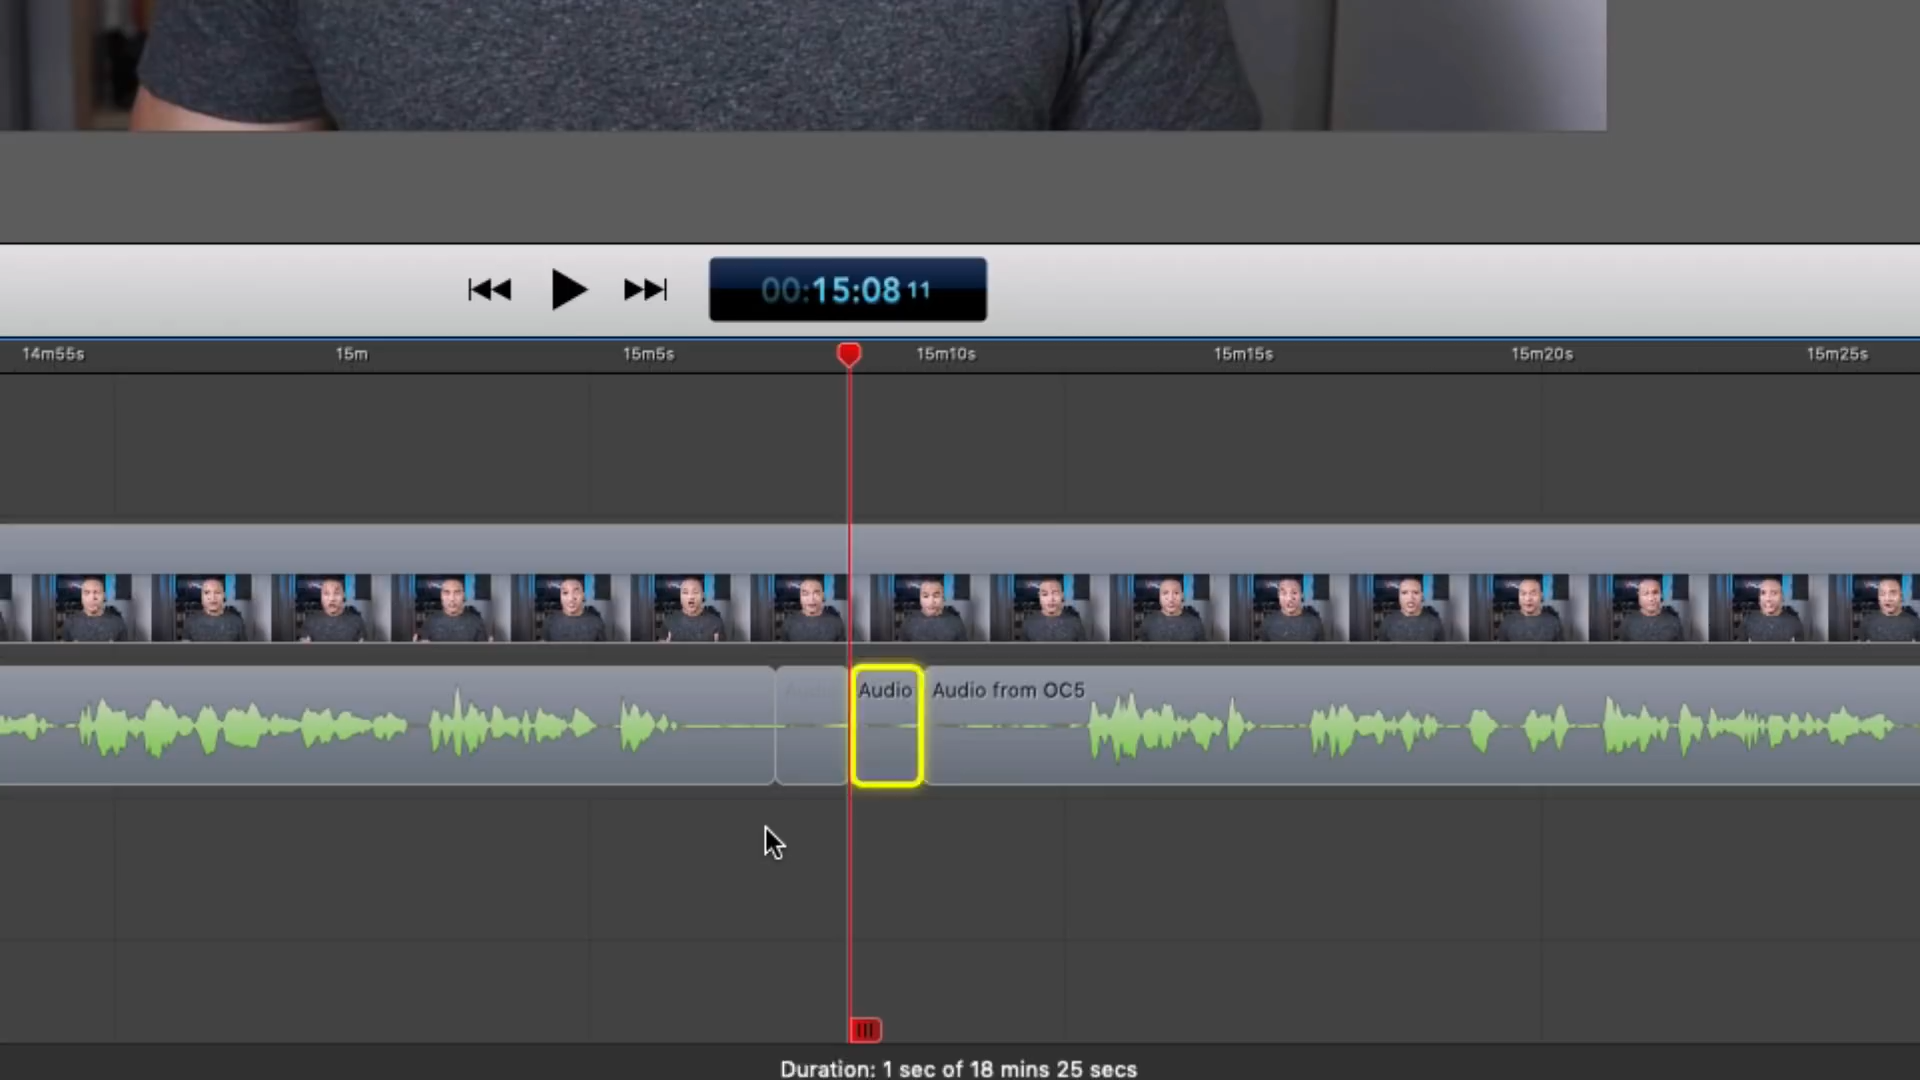 00:15:08 11
14m55s 15m 15m5s 15m10s 15m15s 15m20s 15m25s
Audio Audio Audio from OC5
Duration: 1 sec of 18 mins 25 secs